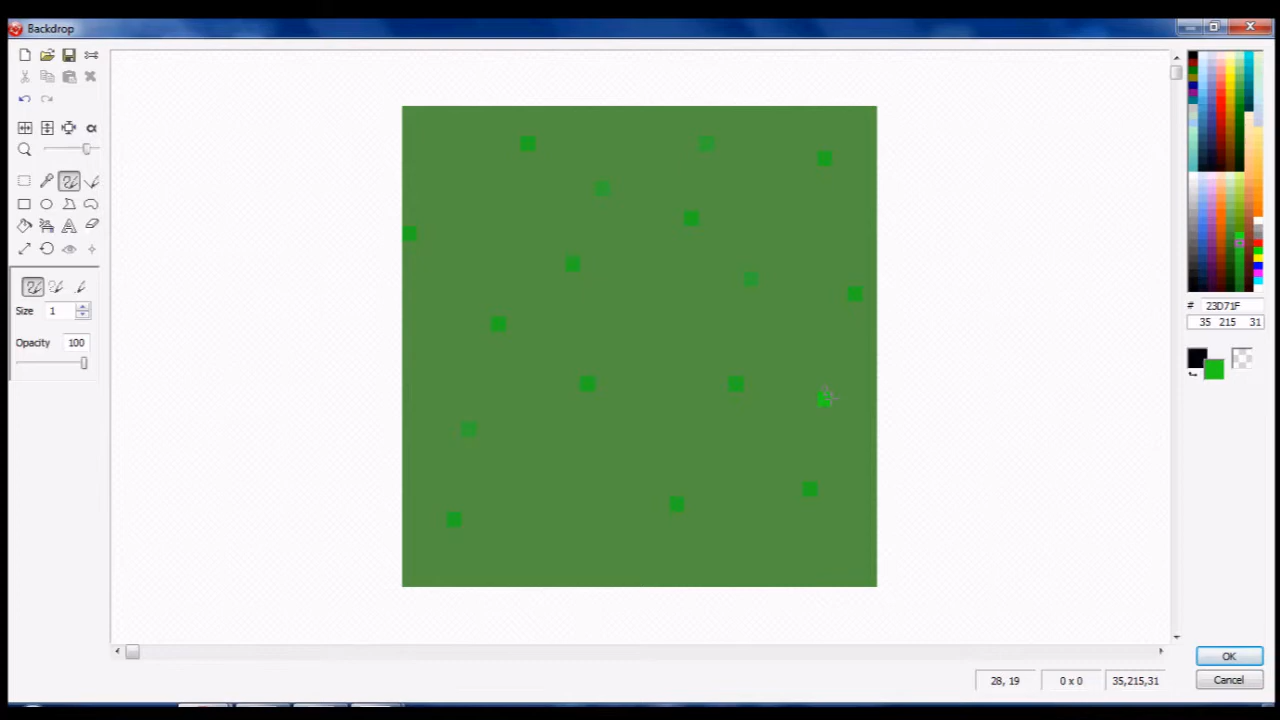 Backdrop
# 23D71F
35 215 31
Size 1
Opacity 100
OK
28, 19 0 x 0 35,215,31 Cancel